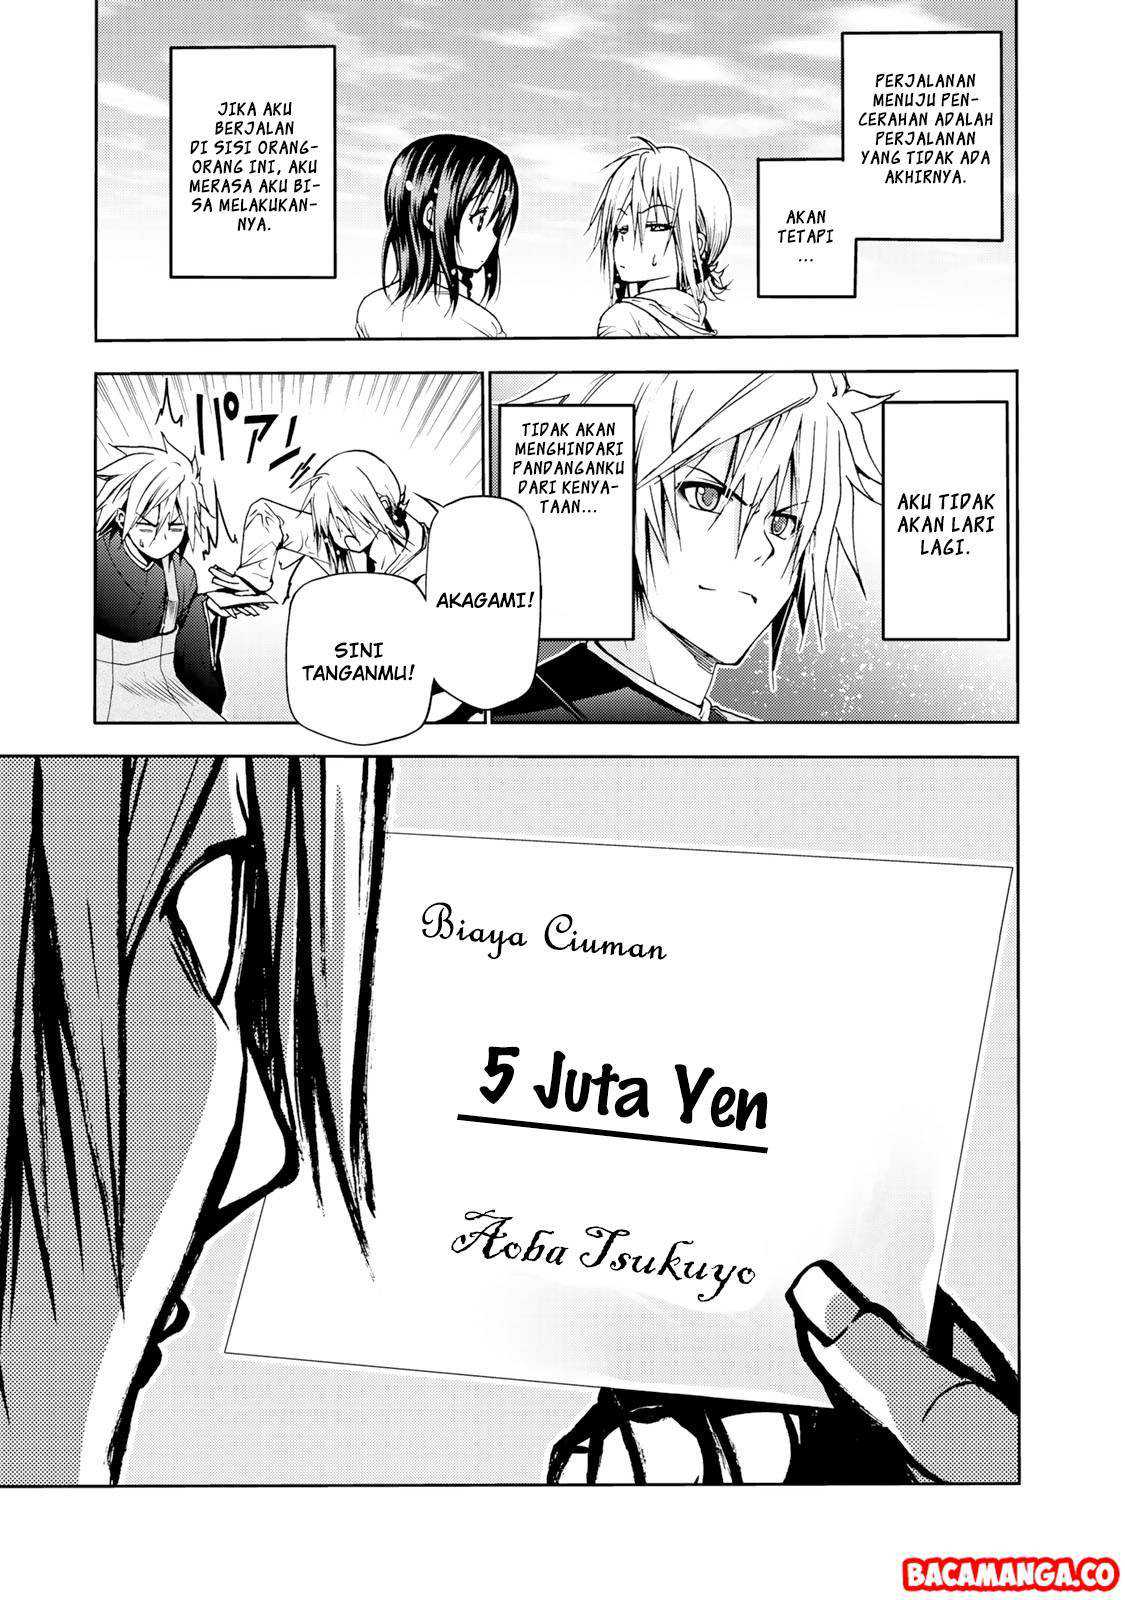 PERJALANAN
MENUJU PEN-
CERAHAN ADALAH
PERJALANAN
YANG TIDAK ADA
AKHIRNYA.
AKAN
TETAPI
...
JIKA AKU
BERJALAN
DI SISI ORANG-
ORANG INI, AKU
MERASA AKU BI-
SA MELAKUKAN-
NYA.
AKU TIDAK
AKAN LARI
LAGI.
TIDAK AKAN
MENGHINDARI
PANDANGANKU
DARI KENYA-
TAAN...
パァン
AKAGAMI!
SINI
TANGANMU!
Biaya Ciuman
5 Juta Yen
Aoba Tsukuyo
BACAMANGA.CO